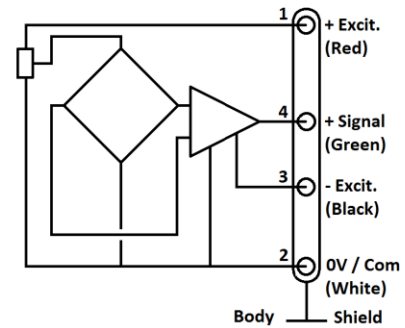 1
+ Excit.
(Red)
4
+ Signal
(Green)
3
- Excit.
(Black)
2
0V / Com
(White)
Body
Shield